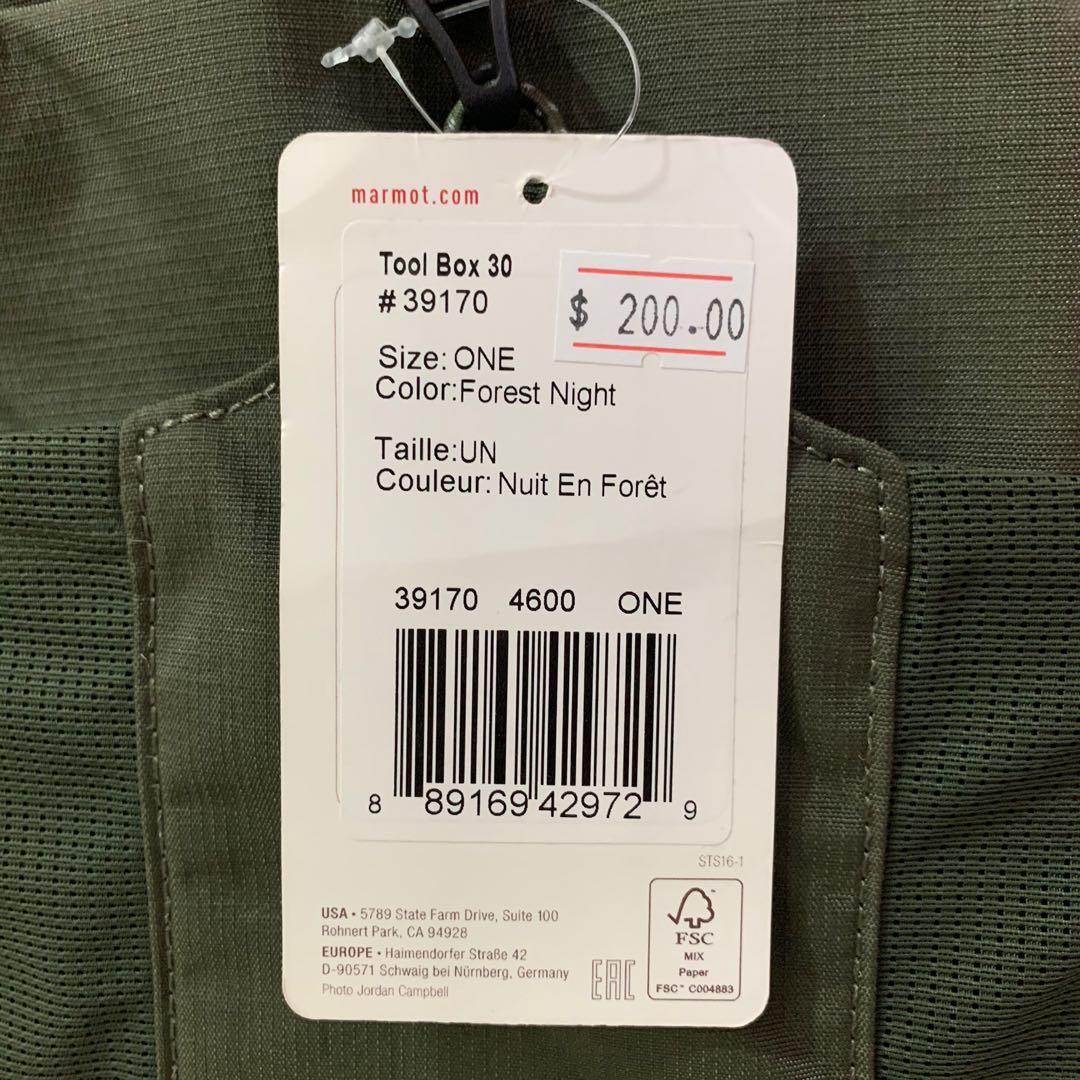 marmot.com
Tool Box 30
#39170
$ 200.00
Size: ONE
Color:Forest Night
Taille:UN
Couleur: Nuit En Forêt
39170 4600 ONE
8 89169 42972 9
STS16-1
USA • 5789 State Farm Drive, Suite 100
Rohnert Park, CA 94928
EUROPE • Haimendorfer Straße 42
D-90571 Schwaig bei Nürnberg, Germany
Photo Jordan Campbell
EAC
FSC
MIX
Paper
FSC™ C004883